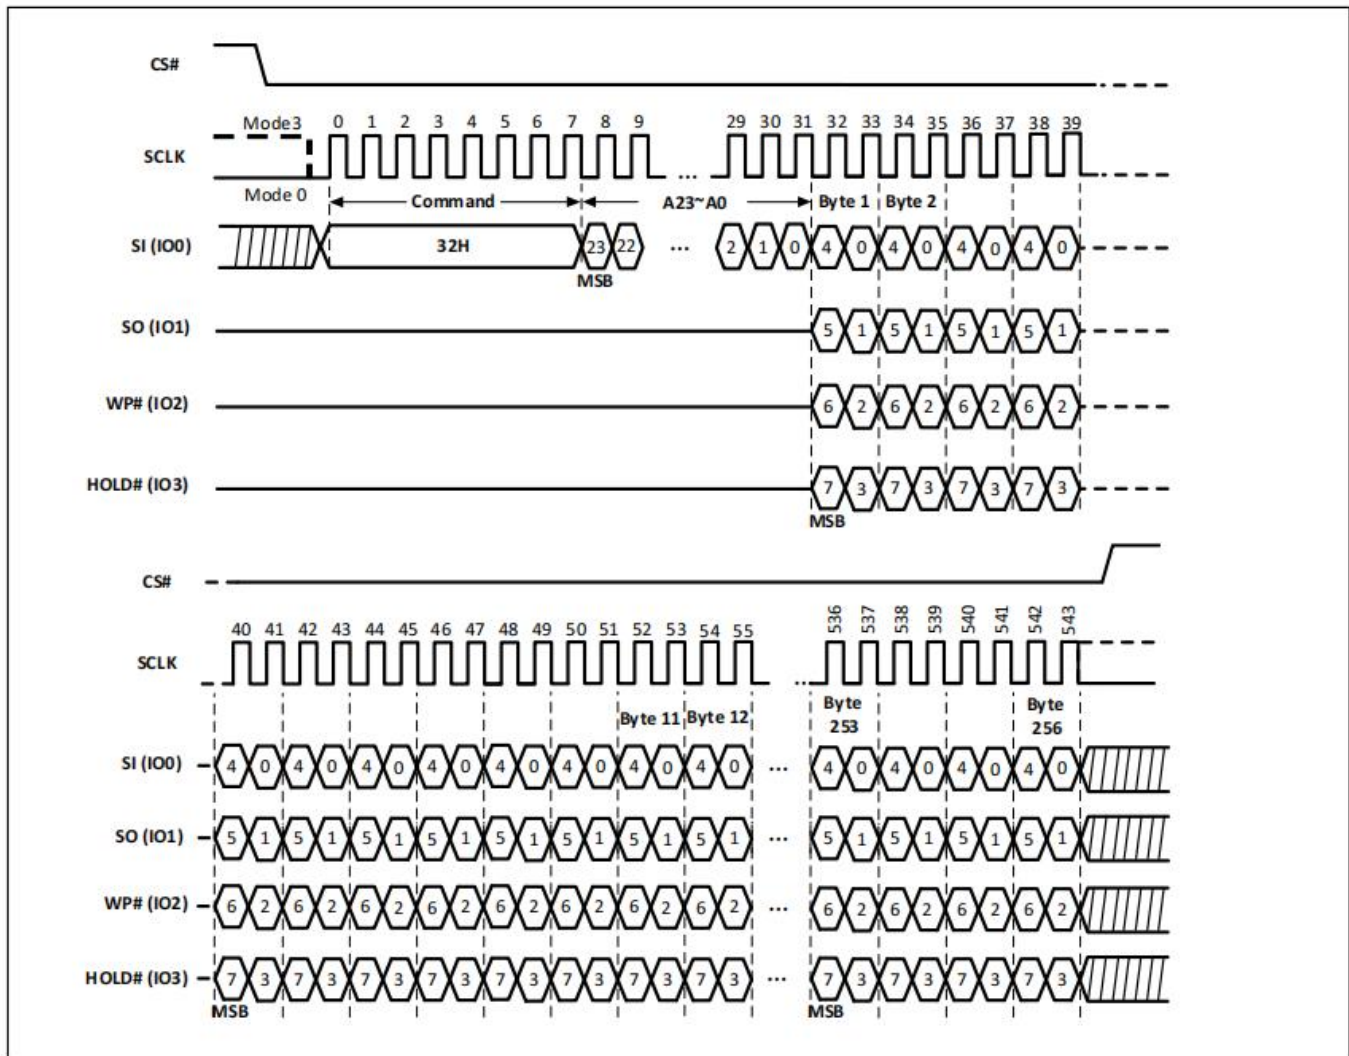 CS#
0 1 2 3 4 5 6 7 8 9 29 30 31 32 33 34 35 36 37 38 39
Mode3
SCLK
...
Mode 0 Command A23~A0 Byte 1 Byte 2
SI (IO0) 32H 23 22 ... 2 1 0 4 0 4 0 4 0 4 0
MSB
SO (IO1) 5 1 5 1 5 1 5 1
WP# (IO2) 6 2 6 2 6 2 6 2
HOLD# (IO3) 7 3 7 3 7 3 7 3
MSB
CS#
40 41 42 43 44 45 46 47 48 49 50 51 52 53 54 55 536 537 538 539 540 541 542 543
SCLK ..
Byte 11 Byte 12 Byte 253 Byte 256
SI (IO0) 4 0 4 0 4 0 4 0 4 0 4 0 4 0 4 0 ... 4 0 4 0 4 0 4 0
SO (IO1) 5 1 5 1 5 1 5 1 5 1 5 1 5 1 5 1 ... 5 1 5 1 5 1 5 1
WP# (IO2) 6 2 6 2 6 2 6 2 6 2 6 2 6 2 6 2 ... 6 2 6 2 6 2 6 2
HOLD# (IO3) 7 3 7 3 7 3 7 3 7 3 7 3 7 3 7 3 ... 7 3 7 3 7 3 7 3
MSB MSB